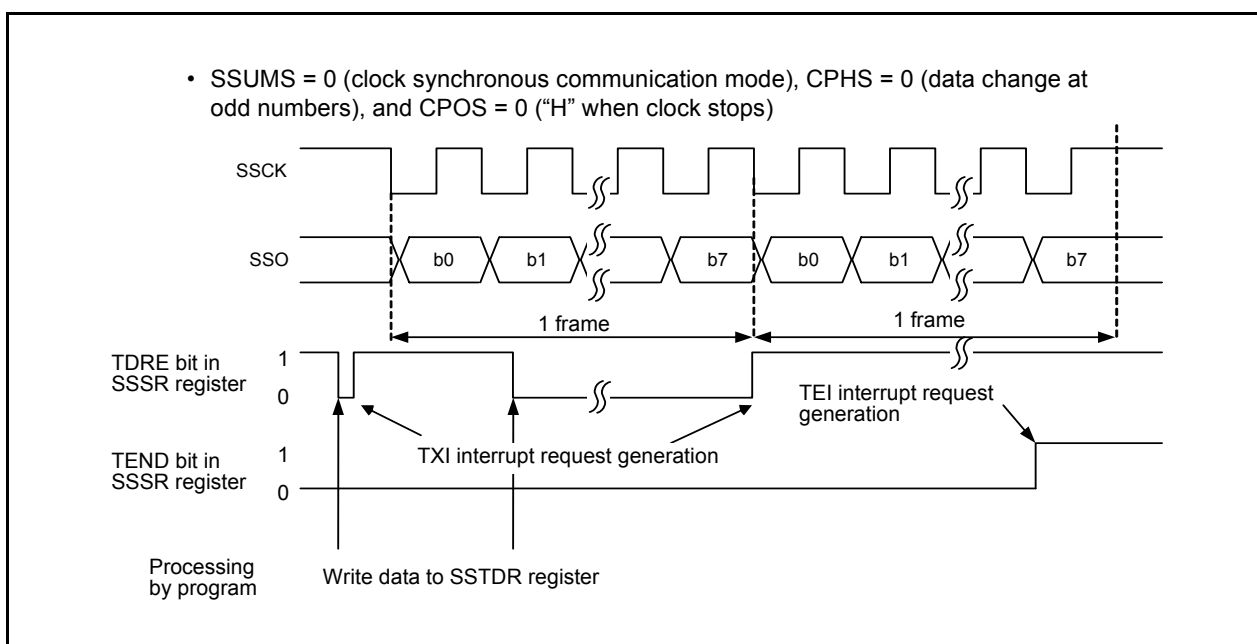 • SSUMS = 0 (clock synchronous communication mode), CPHS = 0 (data change at
odd numbers), and CPOS = 0 (“H” when clock stops)
SSCK
SSO
b0
b1
b7
b0
b1
b7
1 frame
1 frame
TDRE bit in
SSSR register
1
0
TEI interrupt request
generation
TXI interrupt request generation
TEND bit in
SSSR register
1
0
Processing
by program
Write data to SSTDR register